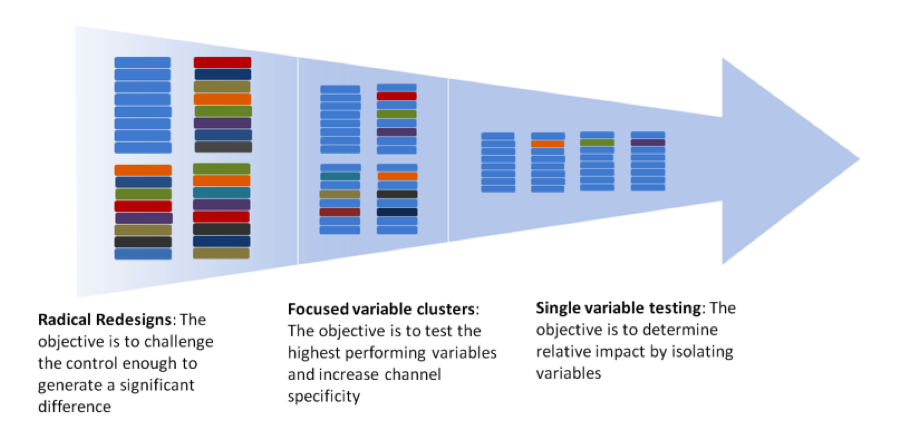 Radical Redesigns: The
objective is to challenge
the control enough to
generate a significant
difference
Focused variable clusters:
The objective is to test the
highest performing variables
and increase channel
specificity
Single variable testing: The
objective is to determine
relative impact by isolating
variables